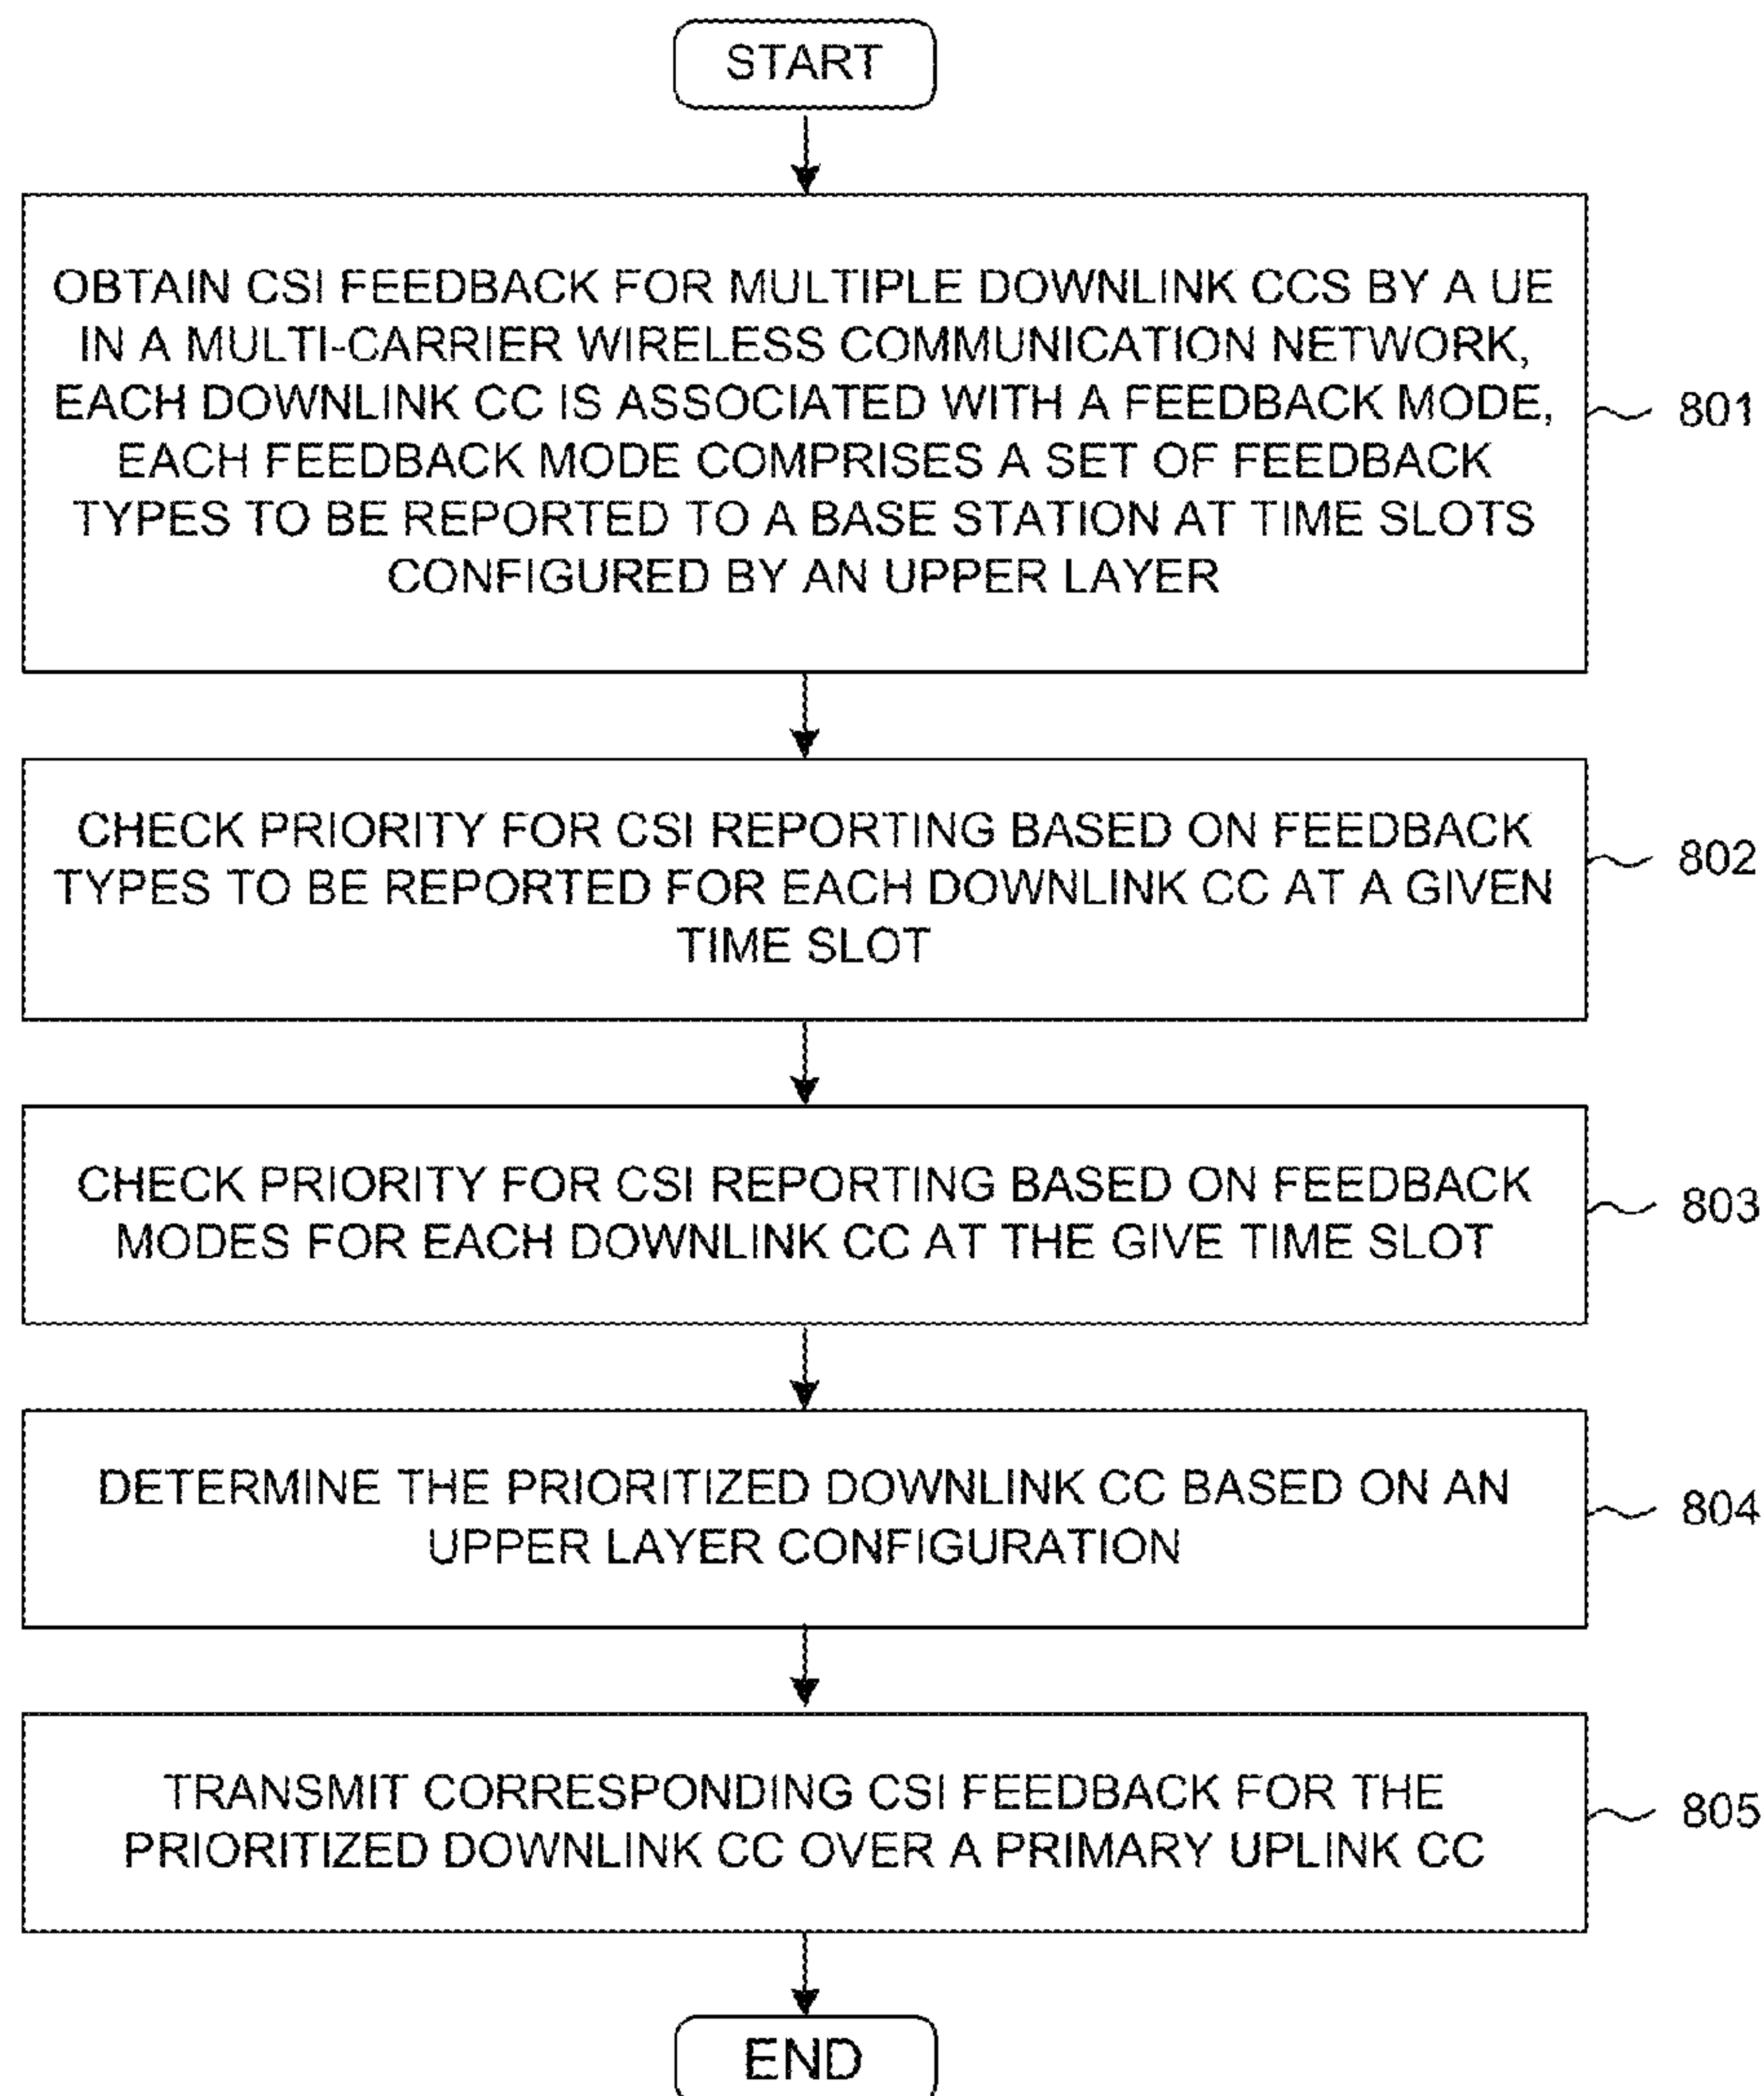 START
OBTAIN CSI FEEDBACK FOR MULTIPLE DOWNLINK CCS BY A UE
IN A MULTI-CARRIER WIRELESS COMMUNICATION NETWORK,
EACH DOWNLINK CC IS ASSOCIATED WITH A FEEDBACK MODE,
EACH FEEDBACK MODE COMPRISES A SET OF FEEDBACK
TYPES TO BE REPORTED TO A BASE STATION AT TIME SLOTS
CONFIGURED BY AN UPPER LAYER
801
CHECK PRIORITY FOR CSI REPORTING BASED ON FEEDBACK
TYPES TO BE REPORTED FOR EACH DOWNLINK CC AT A GIVEN
TIME SLOT
802
CHECK PRIORITY FOR CSI REPORTING BASED ON FEEDBACK
MODES FOR EACH DOWNLINK CC AT THE GIVE TIME SLOT
803
DETERMINE THE PRIORITIZED DOWNLINK CC BASED ON AN
UPPER LAYER CONFIGURATION
804
TRANSMIT CORRESPONDING CSI FEEDBACK FOR THE
PRIORITIZED DOWNLINK CC OVER A PRIMARY UPLINK CC
805
END